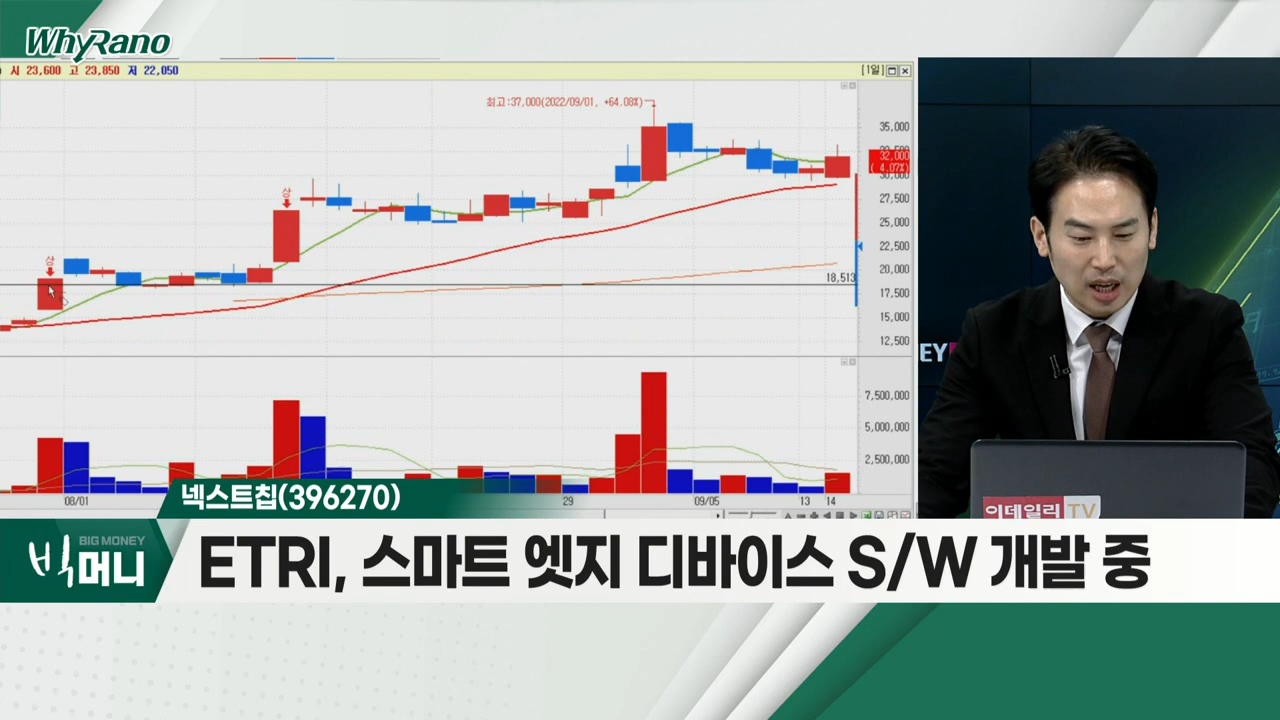 WhyRano
시 23,600 고 23,850 저 22,050
[1일]
최고:37,000(2022/09/01, +64.08%)
35,000
32,500
32,000
( 4.07%)
30,000
27,500
25,000
22,500
20,000
18,513
17,500
15,000
12,500
상
상
7,500,000
5,000,000
2,500,000
08/01
29
09/05
13
14
EY
이데일리 TV
넥스트칩(396270)
BIG MONEY
빅머니
ETRI, 스마트 엣지 디바이스 S/W 개발 중